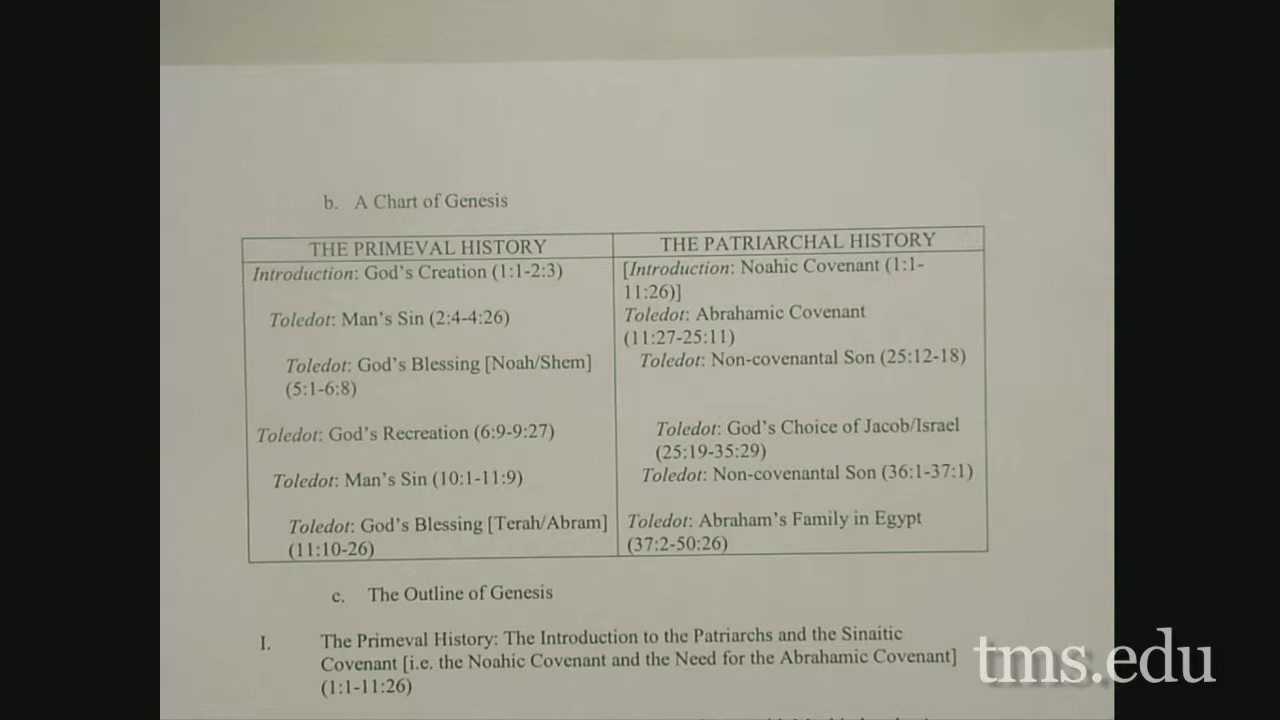 b. A Chart of Genesis
THE PRIMEVAL HISTORY
Introduction: God's Creation (1:1-2:3)
Toledot: Man's Sin (2:4-4:26)
Toledot: God's Blessing [Noah/Shem]
(5:1-6:8)
Toledot: God's Recreation (6:9-9:27)
Toledot: Man's Sin (10:1-11:9)
Toledot: God's Blessing [Terah/Abram]
(11:10-26)
THE PATRIARCHAL HISTORY
[Introduction: Noahic Covenant (1:1-
11:26)]
Toledot: Abrahamic Covenant
(11:27-25:11)
Toledot: Non-covenantal Son (25:12-18)
Toledot: God's Choice of Jacob/Israel
(25:19-35:29)
Toledot: Non-covenantal Son (36:1-37:1)
Toledot: Abraham's Family in Egypt
(37:2-50:26)
c. The Outline of Genesis
I. The Primeval History: The Introduction to the Patriarchs and the Sinaitic
Covenant [i.e. the Noahic Covenant and the Need for the Abrahamic Covenant]
(1:1-11:26)
tms.edu